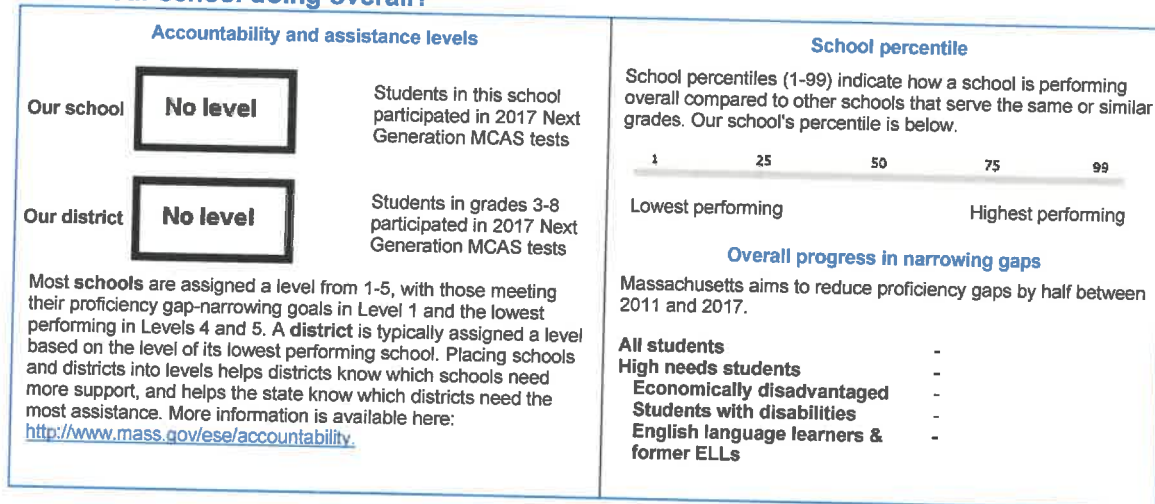 school doing overall?
Accountability and assistance levels
Our school
No level
Students in this school
participated in 2017 Next
Generation MCAS tests
Our district
No level
Students in grades 3-8
participated in 2017 Next
Generation MCAS tests
Most schools are assigned a level from 1-5, with those meeting
their proficiency gap-narrowing goals in Level 1 and the lowest
performing in Levels 4 and 5. A district is typically assigned a level
based on the level of its lowest performing school. Placing schools
and districts into levels helps districts know which schools need
more support, and helps the state know which districts need the
most assistance. More information is available here:
http://www.mass.gov/ese/accountability.
School percentile
School percentiles (1-99) indicate how a school is performing
overall compared to other schools that serve the same or similar
grades. Our school's percentile is below.
1 25 50 75 99
Lowest performing Highest performing
Overall progress in narrowing gaps
Massachusetts aims to reduce proficiency gaps by half between
2011 and 2017.
All students -
High needs students -
Economically disadvantaged -
Students with disabilities -
English language learners & -
former ELLs